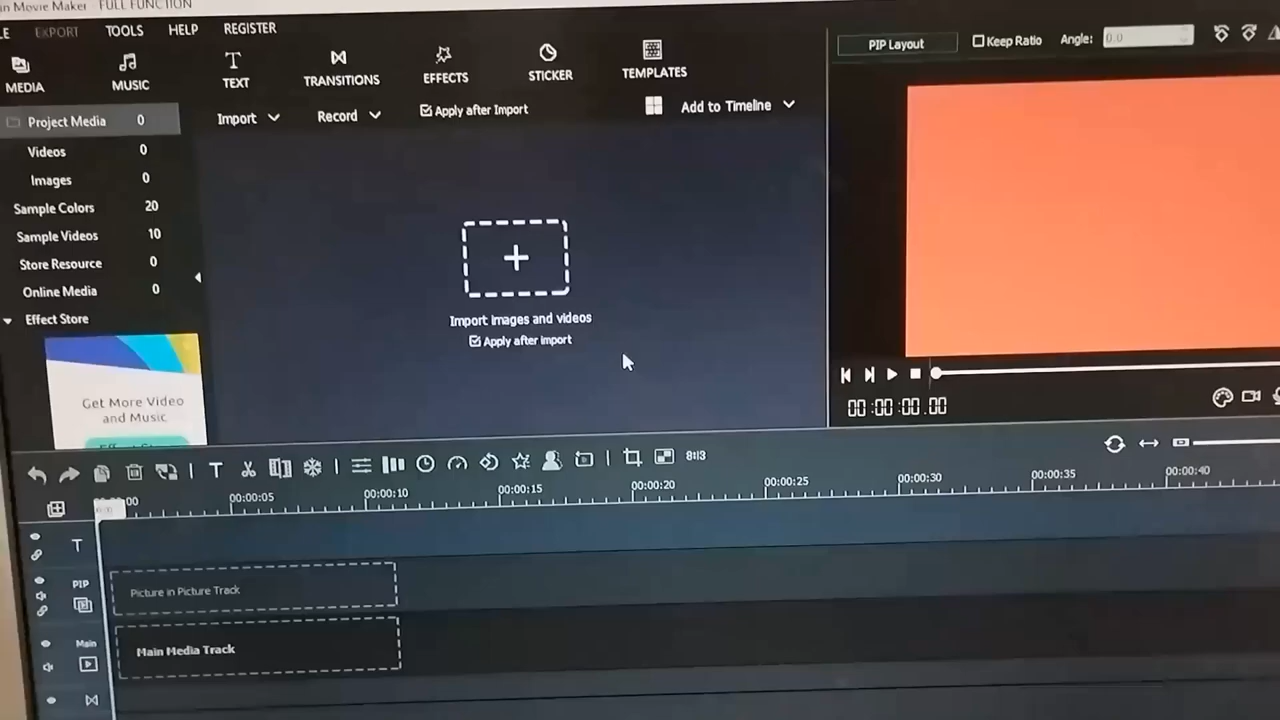 in Movie Maker - FULL FUNCTION
EXPORT TOOLS HELP REGISTER
MEDIA MUSIC TEXT TRANSITIONS EFFECTS STICKER TEMPLATES
PIP Layout Keep Ratio Angle: 0.0
Project Media 0
Import Record Apply after Import Add to Timeline
Videos 0
Images 0
Sample Colors 20
Sample Videos 10
Store Resource 0
Online Media 0
Effect Store
Import images and videos
Apply after import
Get More Video
and Music
00:00:00.00
00:00:05 00:00:10 00:00:15 00:00:20 00:00:25 00:00:30 00:00:35 00:00:40
T
PIP
Picture in Picture Track
Main
Main Media Track